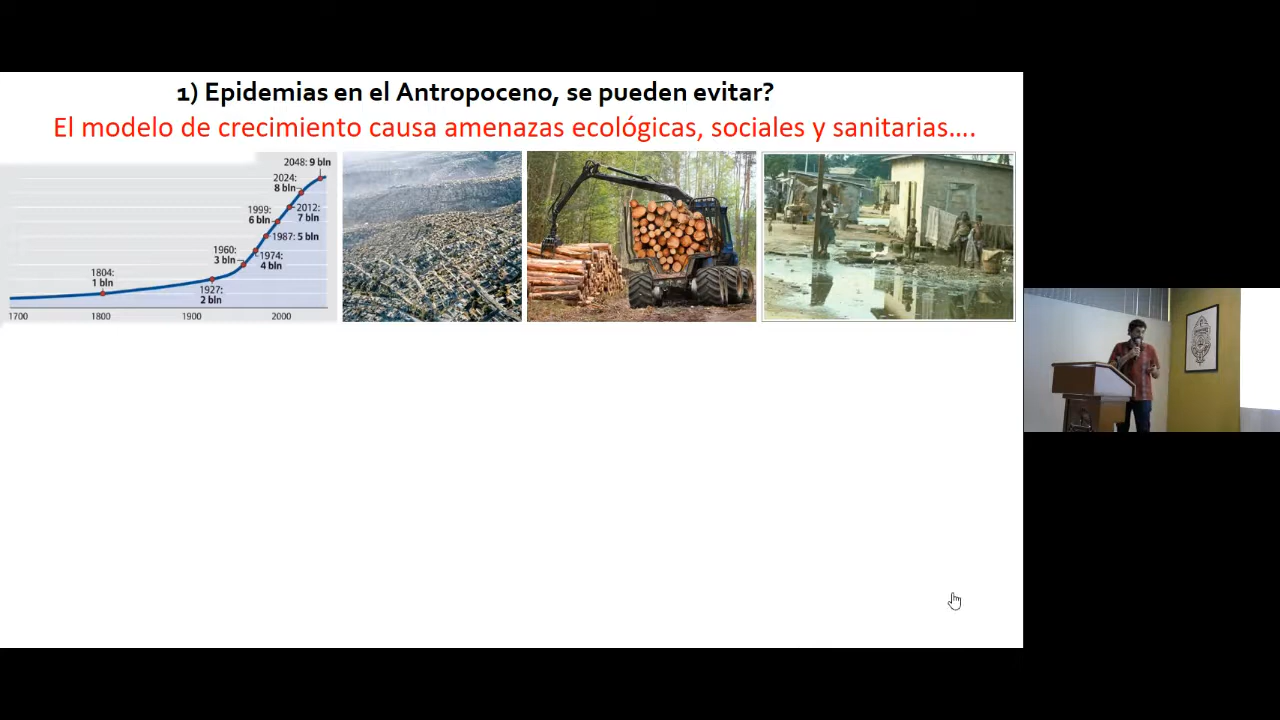 1) Epidemias en el Antropoceno, se pueden evitar?
El modelo de crecimiento causa amenazas ecológicas, sociales y sanitarias....
2048: 9 bln
2024:
8 bln
1999:
6 bln
2012:
7 bln
1987: 5 bln
1960:
3 bln
1974:
4 bln
1804:
1 bln
1927:
2 bln
1700
1800
1900
2000